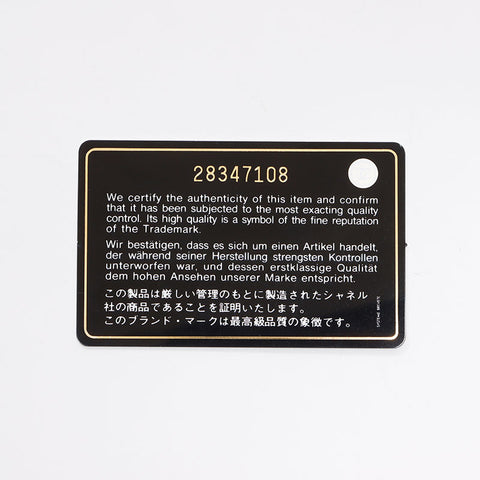 28347108
We certify the authenticity of this item and confirm
that it has been subjected to the most exacting quality
control. Its high quality is a symbol of the fine reputation
of the Trademark.
Wir bestätigen, dass es sich um einen Artikel handelt,
der während seiner Herstellung strengsten Kontrollen
unterworfen war, und dessen erstklassige Qualität
dem hohen Ansehen unserer Marke entspricht.
この製品は厳しい管理のもとに製造されたシャネル
社の商品であることを証明いたします。
このブランド・マークは最高級品質の象徴です。